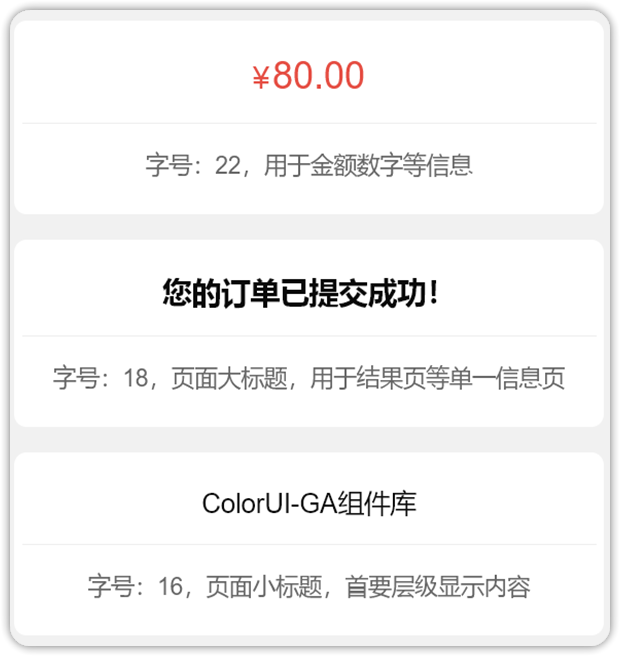 ¥80.00
字号：22，用于金额数字等信息
您的订单已提交成功！
字号：18，页面大标题，用于结果页等单一信息页
ColorUI-GA组件库
字号：16，页面小标题，首要层级显示内容